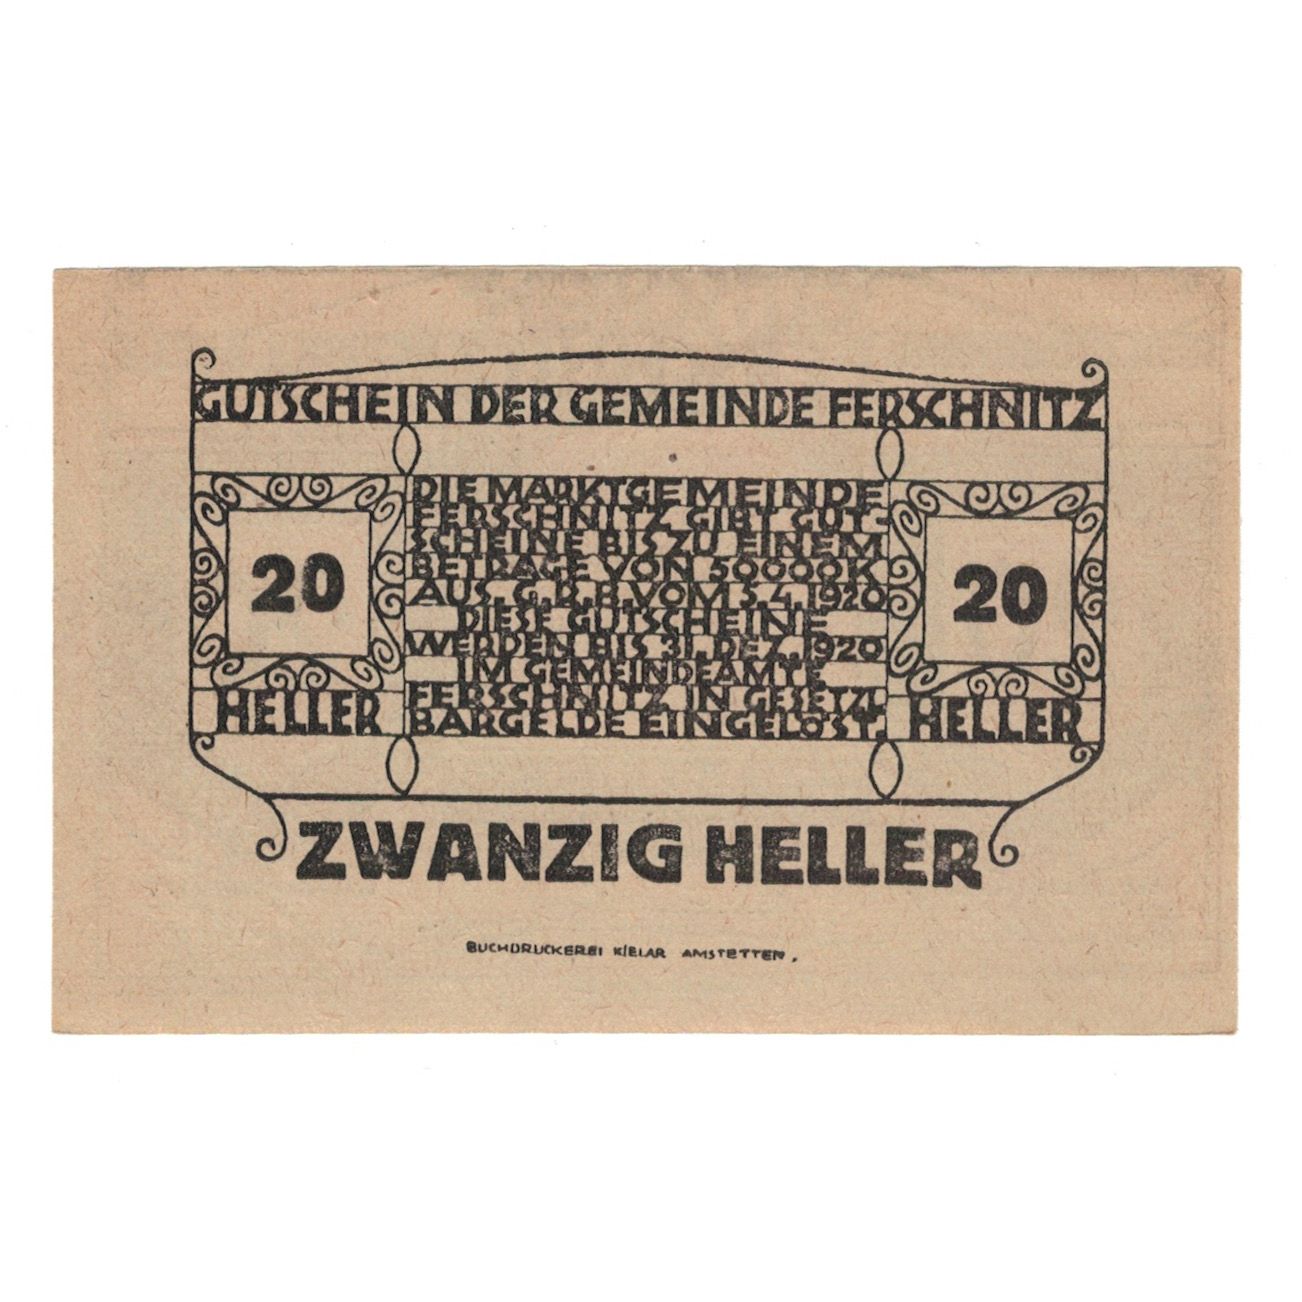 GUTSCHEIN DER GEMEINDE FERSCHNITZ
20
HELLER
DIE MARKTGEMEINDE
FERSCHNITZ GIBT GUT-
SCHEINE BIS ZU EINEM
BETRAGE VON 50000K
AUS. G.R.B. VOM 5.4.1920
DIESE GUTSCHEINE
WERDEN BIS 31. DEZ. 1920
IM GEMEINDEAMTE
FERSCHNITZ IN GESETZL.
BARGELDE EINGELÖST.
20
HELLER
ZWANZIG HELLER
BUCHDRUCKEREI KIELAR AMSTETTEN.